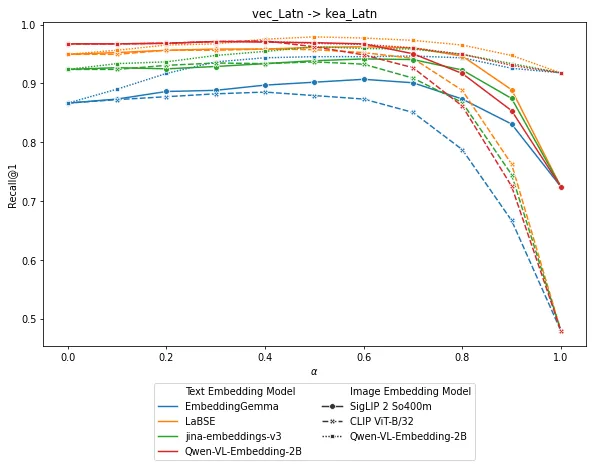 vec_Latn -> kea_Latn
Recall@1
1.0
0.9
0.8
0.7
0.6
0.5
0.0 0.2 0.4 0.6 0.8 1.0
α
Text Embedding Model
EmbeddingGemma
LaBSE
jina-embeddings-v3
Qwen-VL-Embedding-2B
Image Embedding Model
SigLIP 2 So400m
CLIP ViT-B/32
Qwen-VL-Embedding-2B